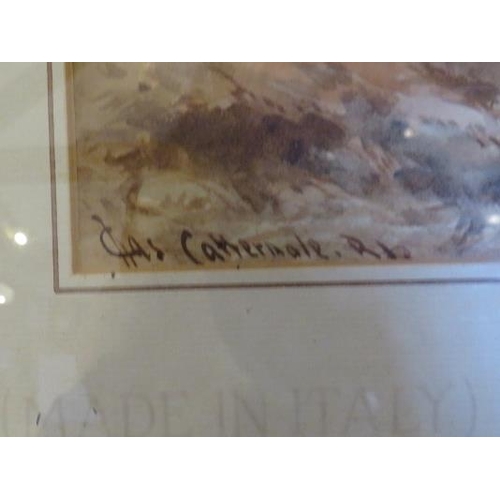 Chas Cattermole. R.I.
(MADE IN ITALY)